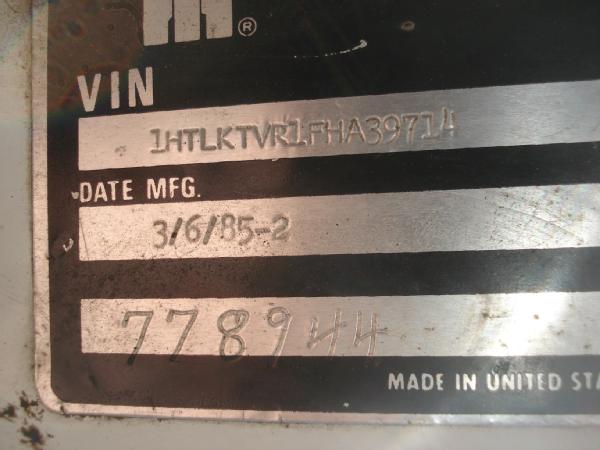 ®
VIN
1HTLKTVR1FHA39714
DATE MFG.
3/6/85-2
778944
MADE IN UNITED STA